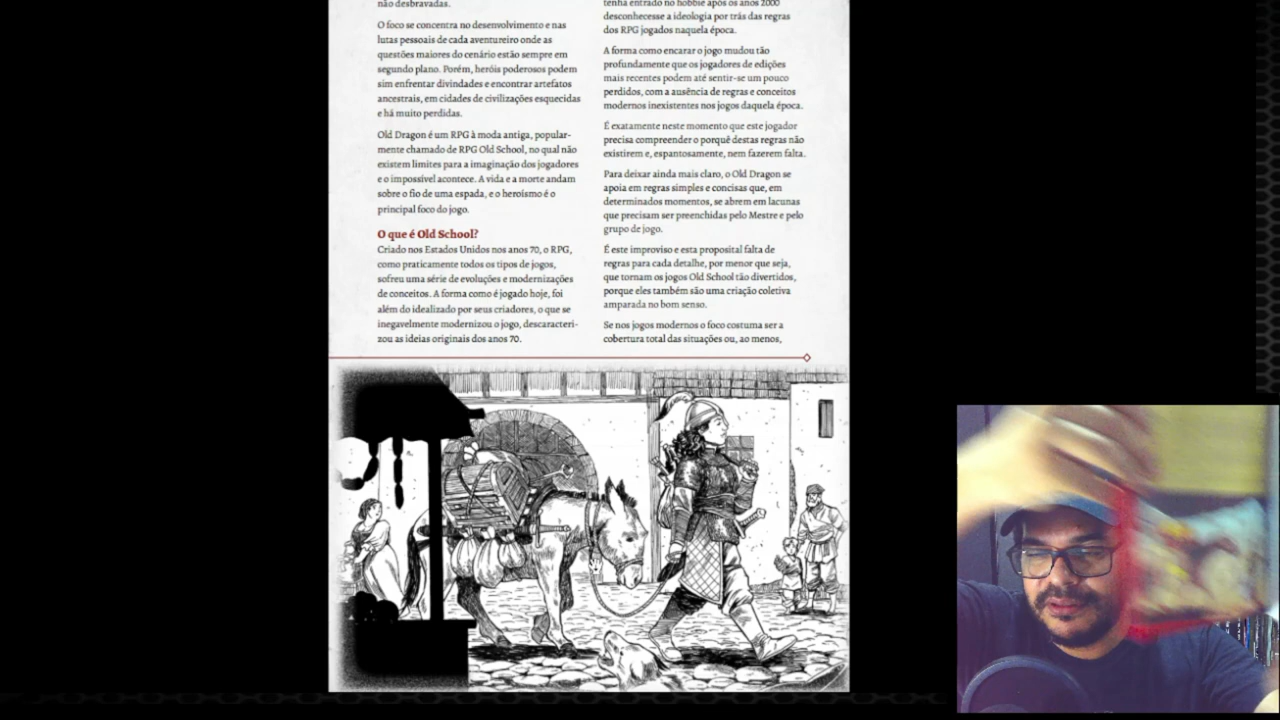 não desbravadas.
O foco se concentra no desenvolvimento e nas
lutas pessoais de cada aventureiro onde as
questões maiores do cenário estão sempre em
segundo plano. Porém, heróis poderosos podem
sim enfrentar divindades e encontrar artefatos
ancestrais, em cidades de civilizações esquecidas
e há muito perdidas.
Old Dragon é um RPG à moda antiga, popular-
mente chamado de RPG Old School, no qual não
existem limites para a imaginação dos jogadores
e o impossível acontece. A vida e a morte andam
sobre o fio de uma espada, e o heroísmo é o
principal foco do jogo.
O que é Old School?
Criado nos Estados Unidos nos anos 70, o RPG,
como praticamente todos os tipos de jogos,
sofreu uma série de evoluções e modernizações
de conceitos. A forma como é jogado hoje, foi
além do idealizado por seus criadores, o que se
inegavelmente modernizou o jogo, descaracteri-
zou as ideias originais dos anos 70.
tenha entrado no hobbie após os anos 2000
desconhecesse a ideologia por trás das regras
dos RPG jogados naquela época.
A forma como encarar o jogo mudou tão
profundamente que os jogadores de edições
mais recentes podem até sentir-se um pouco
perdidos, com a ausência de regras e conceitos
modernos inexistentes nos jogos daquela época.
É exatamente neste momento que este jogador
precisa compreender o porquê destas regras não
existirem e, espantosamente, nem fazerem falta.
Para deixar ainda mais claro, o Old Dragon se
apoia em regras simples e concisas que, em
determinados momentos, se abrem em lacunas
que precisam ser preenchidas pelo Mestre e pelo
grupo de jogo.
É este improviso e esta proposital falta de
regras para cada detalhe, por menor que seja,
que tornam os jogos Old School tão divertidos,
porque eles também são uma criação coletiva
amparada no bom senso.
Se nos jogos modernos o foco costuma ser a
cobertura total das situações ou, ao menos,